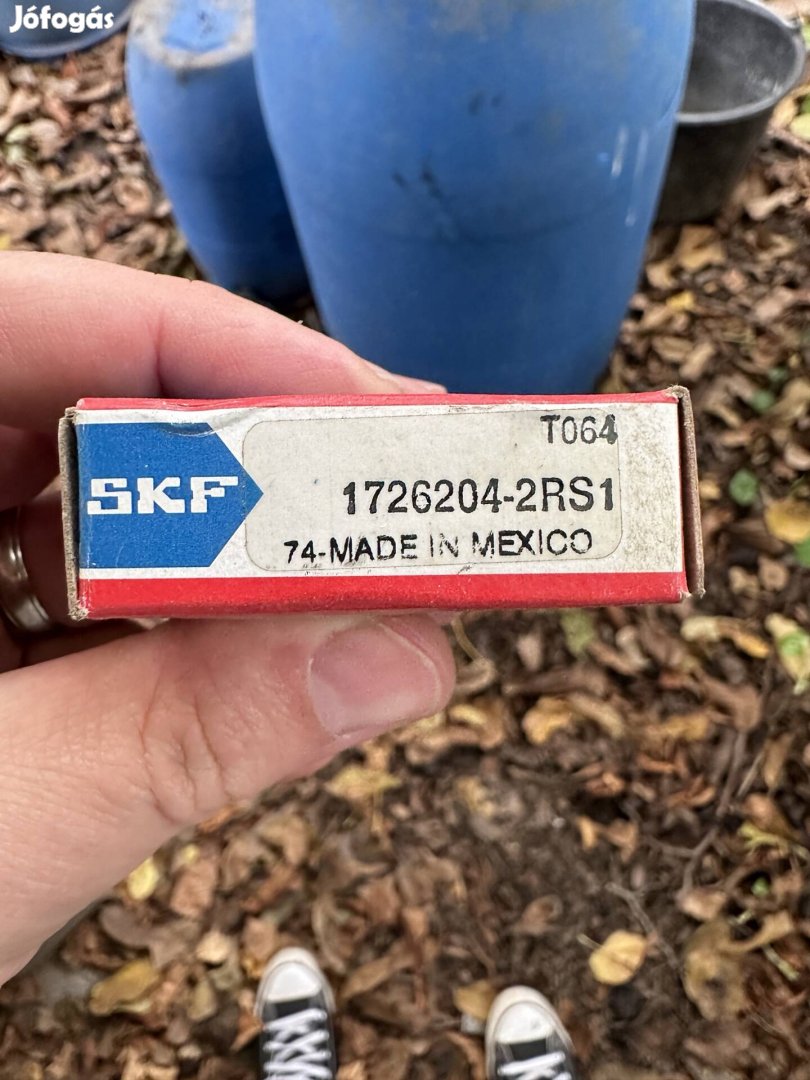 Jófogás
SKF
T064
1726204-2RS1
74-MADE IN MEXICO